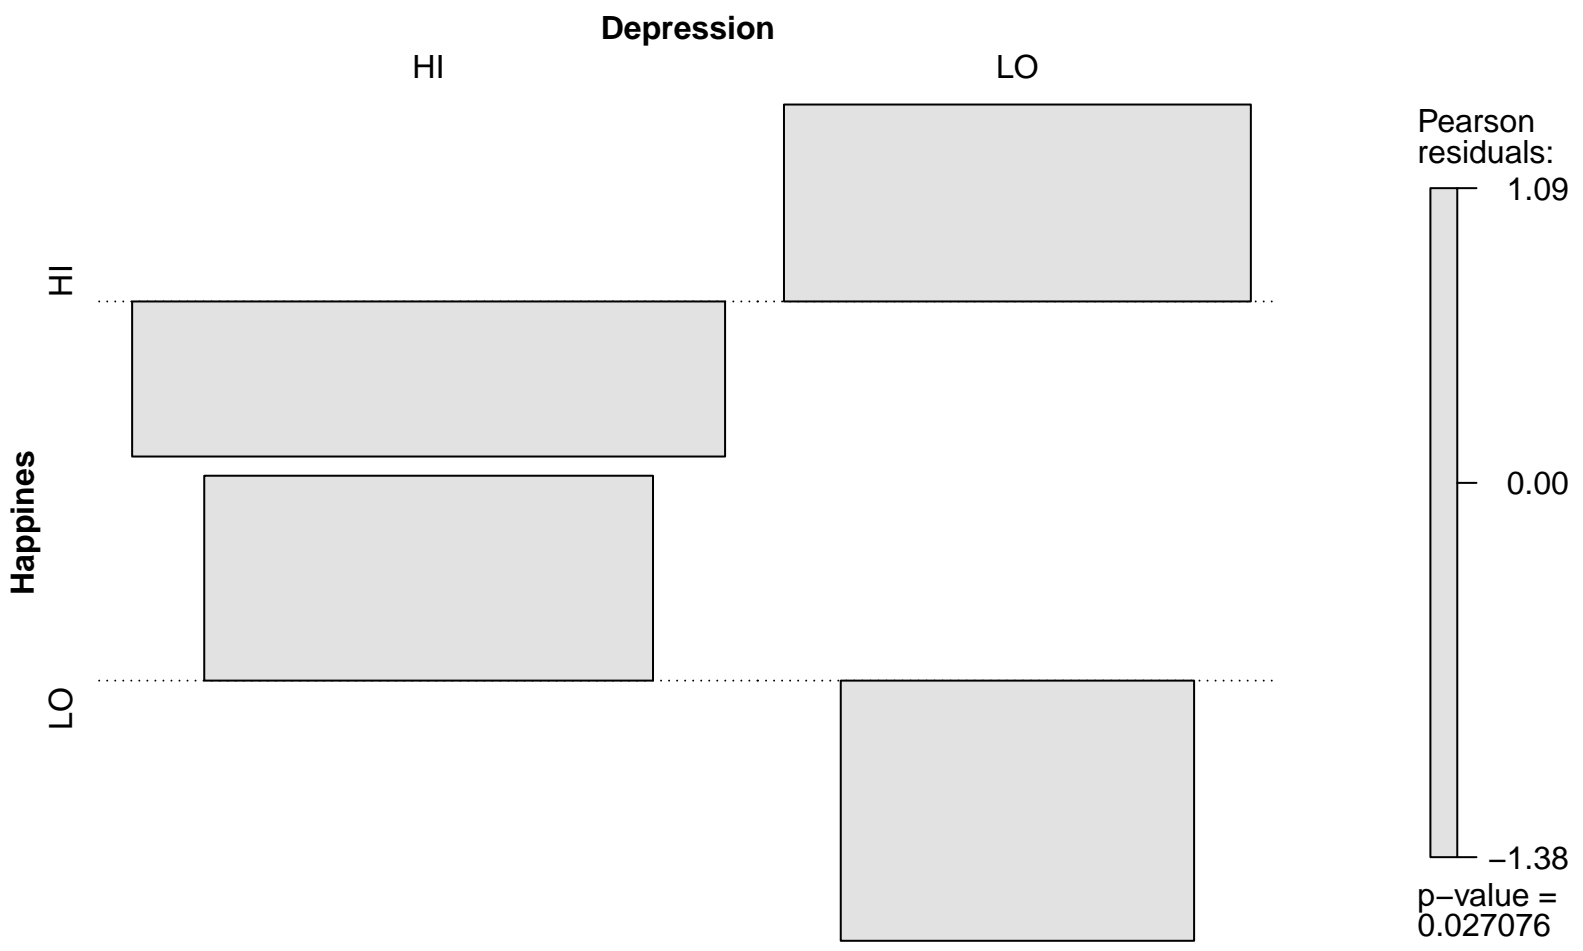 Depression
HI
LO
Pearson
residuals:
1.09
HI
Happines
0.00
LO
−1.38
p−value =
0.027076